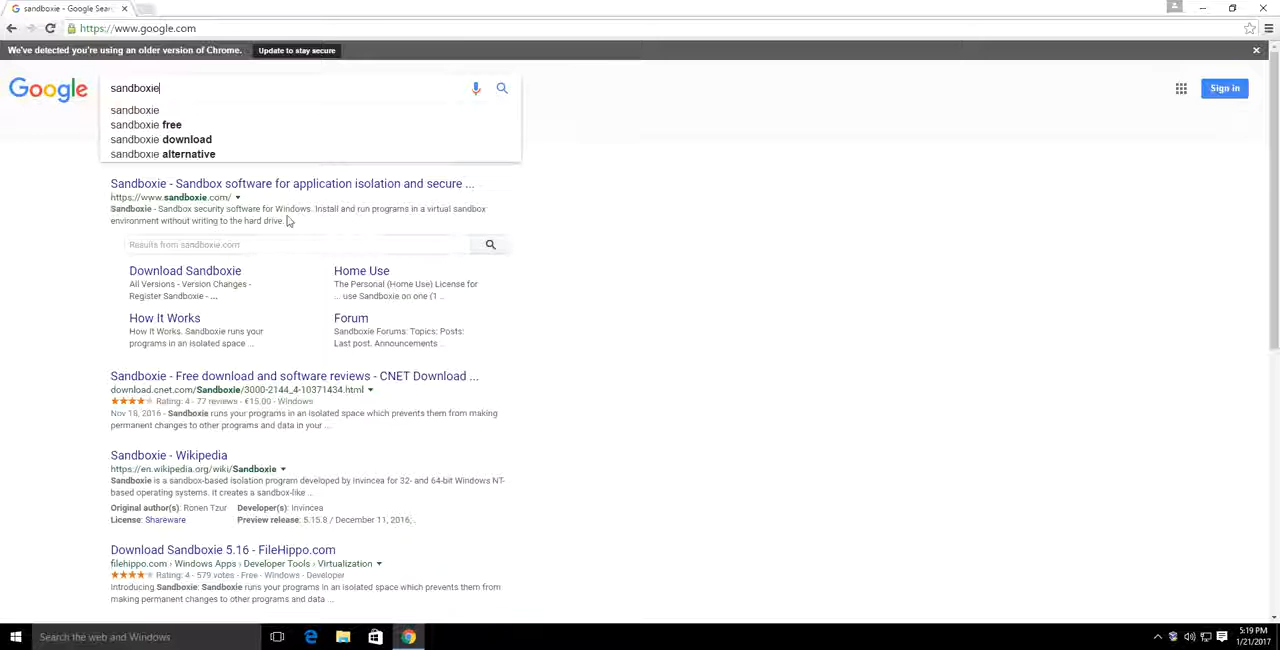 sandboxie - Google Sear
https://www.google.com
We've detected you're using an older version of Chrome. Update to stay secure
Google
sandboxie
Sign in
sandboxie
sandboxie free
sandboxie download
sandboxie alternative
Sandboxie - Sandbox software for application isolation and secure ...
https://www.sandboxie.com/
Sandboxie - Sandbox security software for Windows. Install and run programs in a virtual sandbox
environment without writing to the hard drive.
Results from sandboxie.com
Download Sandboxie
All Versions - Version Changes -
Register Sandboxie - ...
Home Use
The Personal (Home Use) License for
... use Sandboxie on one (1 ..
How It Works
How It Works. Sandboxie runs your
programs in an isolated space ...
Forum
Sandboxie Forums: Topics: Posts:
Last post. Announcements ..
Sandboxie - Free download and software reviews - CNET Download ...
download.cnet.com/Sandboxie/3000-2144_4-10371434.html
Rating: 4 - 77 reviews - €15.00 - Windows
Nov 18, 2016 - Sandboxie runs your programs in an isolated space which prevents them from making
permanent changes to other programs and data in your ...
Sandboxie - Wikipedia
https://en.wikipedia.org/wiki/Sandboxie
Sandboxie is a sandbox-based isolation program developed by Invincea for 32- and 64-bit Windows NT-
based operating systems. It creates a sandbox-like ...
Original author(s): Ronen Tzur Developer(s): Invincea
License: Shareware Preview release: 5.15.8 / December 11, 2016;.
Download Sandboxie 5.16 - FileHippo.com
filehippo.com › Windows Apps › Developer Tools › Virtualization
Rating: 4 - 579 votes - Free - Windows - Developer
Introducing Sandboxie: Sandboxie runs your programs in an isolated space which prevents them from
making permanent changes to other programs and data ...
Search the web and Windows
5:19 PM
1/21/2017